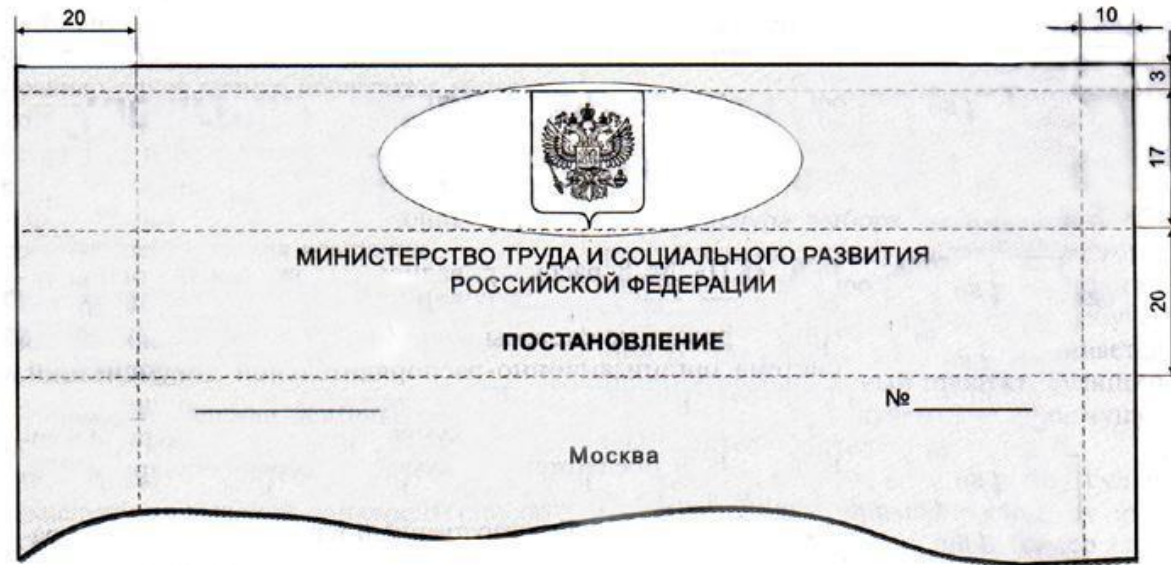 20
10
3
17
МИНИСТЕРСТВО ТРУДА И СОЦИАЛЬНОГО РАЗВИТИЯ
РОССИЙСКОЙ ФЕДЕРАЦИИ
20
ПОСТАНОВЛЕНИЕ
№
Москва